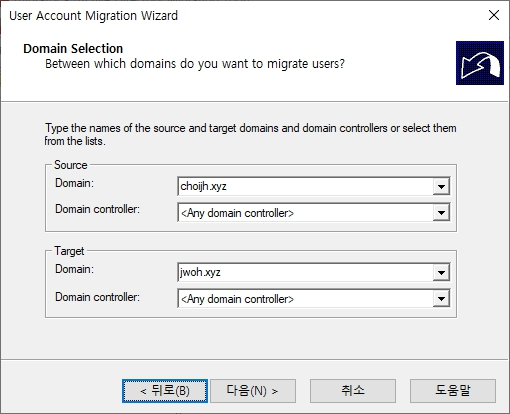 User Account Migration Wizard
Domain Selection
Between which domains do you want to migrate users?
Type the names of the source and target domains and domain controllers or select them
from the lists.
Source
Domain:
choijh.xyz
Domain controller:
<Any domain controller>
Target
Domain:
jwoh.xyz
Domain controller:
<Any domain controller>
< 뒤로(B)
다음(N) >
취소
도움말